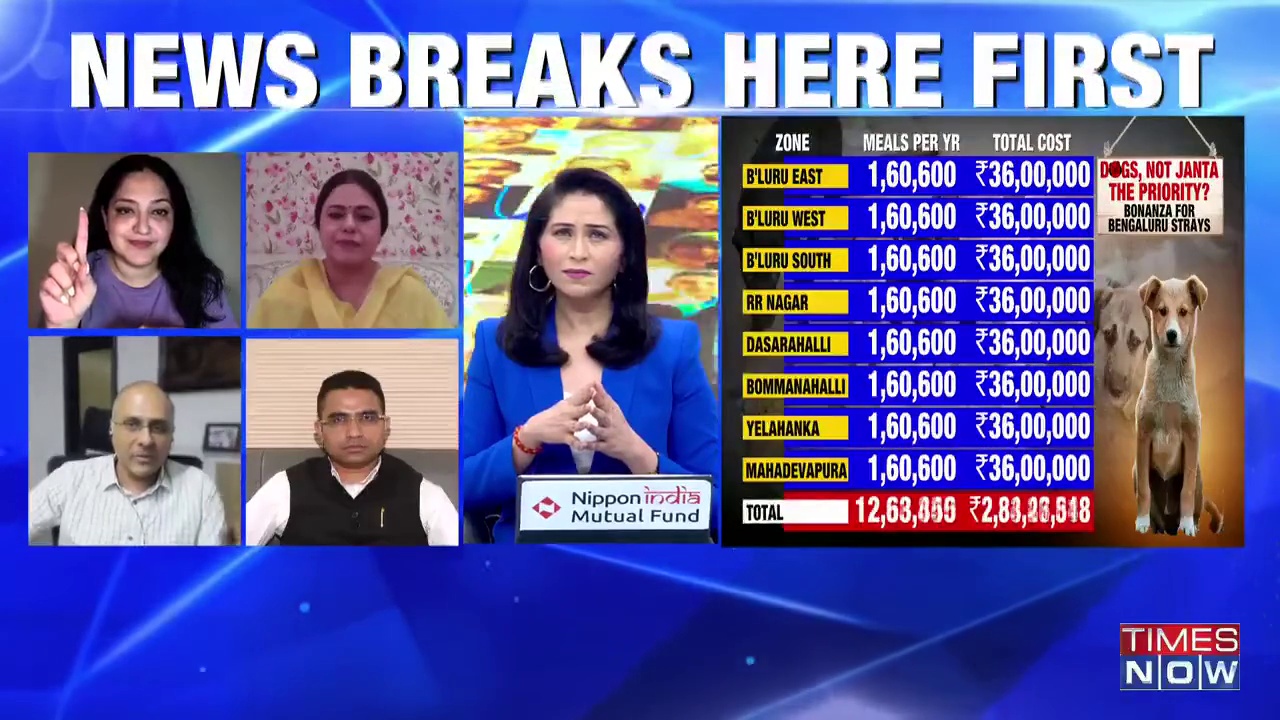 NEWS BREAKS HERE FIRST
ZONE MEALS PER YR TOTAL COST
B'LURU EAST 1,60,600 ₹36,00,000
B'LURU WEST 1,60,600 ₹36,00,000
B'LURU SOUTH 1,60,600 ₹36,00,000
RR NAGAR 1,60,600 ₹36,00,000
DASARAHALLI 1,60,600 ₹36,00,000
BOMMANAHALLI 1,60,600 ₹36,00,000
YELAHANKA 1,60,600 ₹36,00,000
MAHADEVAPURA 1,60,600 ₹36,00,000
TOTAL
DOGS, NOT JANTA
THE PRIORITY?
BONANZA FOR
BENGALURU STRAYS
Nippon india
Mutual Fund
TIMES
NOW